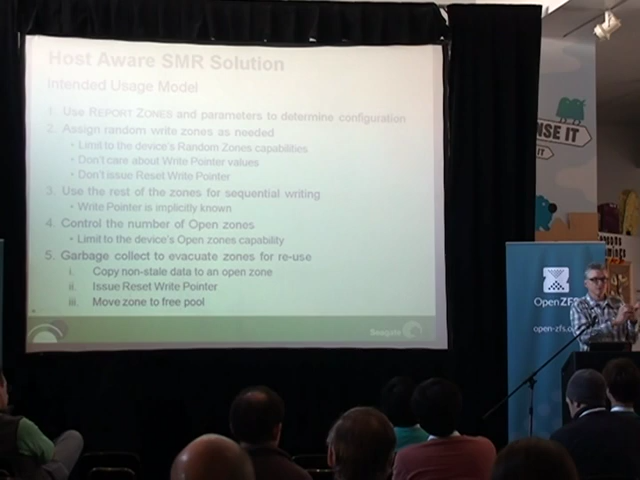 Host Aware SMR Solution
Intended Usage Model
1. Use REPORT ZONES and parameters to determine configuration
2. Assign random write zones as needed
• Limit to the device's Random Zones capabilities
• Don't care about Write Pointer values
• Don't issue Reset Write Pointer
3. Use the rest of the zones for sequential writing
• Write Pointer is implicitly known
4. Control the number of Open zones
• Limit to the device's Open zones capability
5. Garbage collect to evacuate zones for re-use
i. Copy non-stale data to an open zone
ii. Issue Reset Write Pointer
iii. Move zone to free pool
Seagate
NSE IT
IT
OpenZFS
open-zfs.o